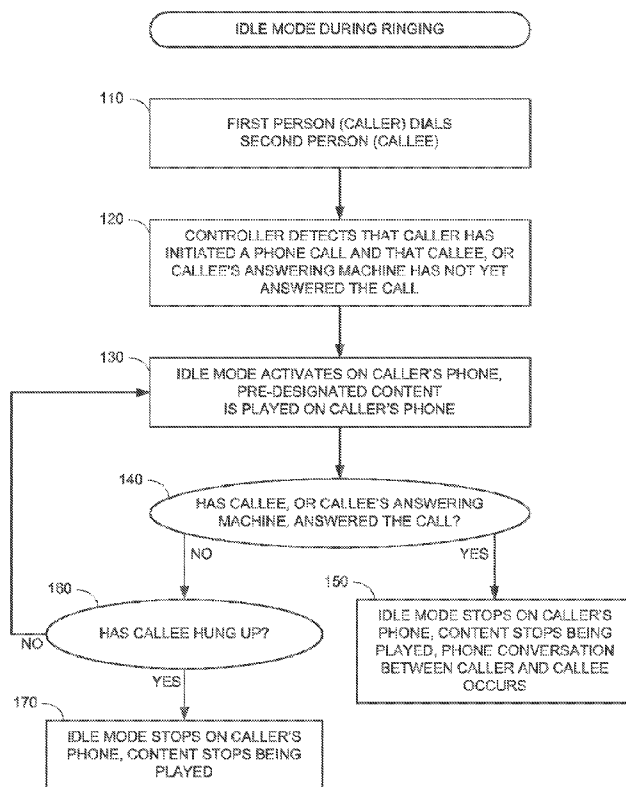 IDLE MODE DURING RINGING
110
FIRST PERSON (CALLER) DIALS
SECOND PERSON (CALLEE)
120
CONTROLLER DETECTS THAT CALLER HAS
INITIATED A PHONE CALL AND THAT CALLEE, OR
CALLEE'S ANSWERING MACHINE HAS NOT YET
ANSWERED THE CALL
130
IDLE MODE ACTIVATES ON CALLER'S PHONE,
PRE-DESIGNATED CONTENT
IS PLAYED ON CALLER'S PHONE
140
HAS CALLEE, OR CALLEE'S ANSWERING
MACHINE, ANSWERED THE CALL?
NO
YES
150
IDLE MODE STOPS ON CALLER'S
PHONE, CONTENT STOPS BEING
PLAYED, PHONE CONVERSATION
BETWEEN CALLER AND CALLEE
OCCURS
160
HAS CALLEE HUNG UP?
NO
YES
170
IDLE MODE STOPS ON CALLER'S
PHONE, CONTENT STOPS BEING
PLAYED